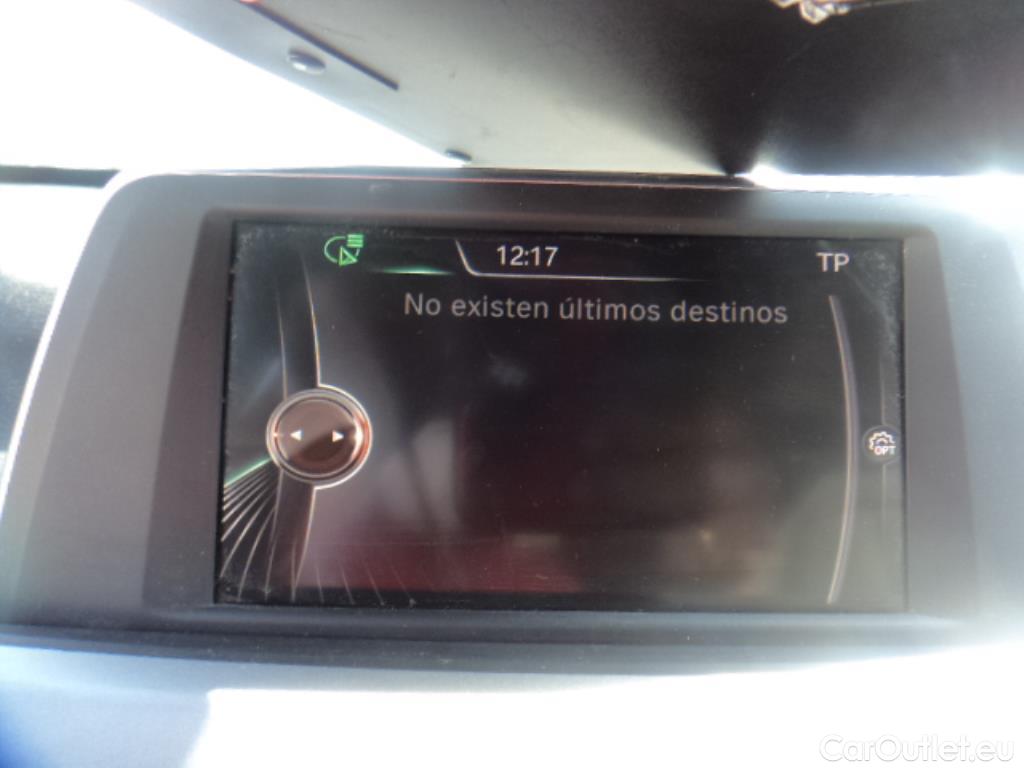 12:17
TP
No existen últimos destinos
OPT
CarOutlet.eu